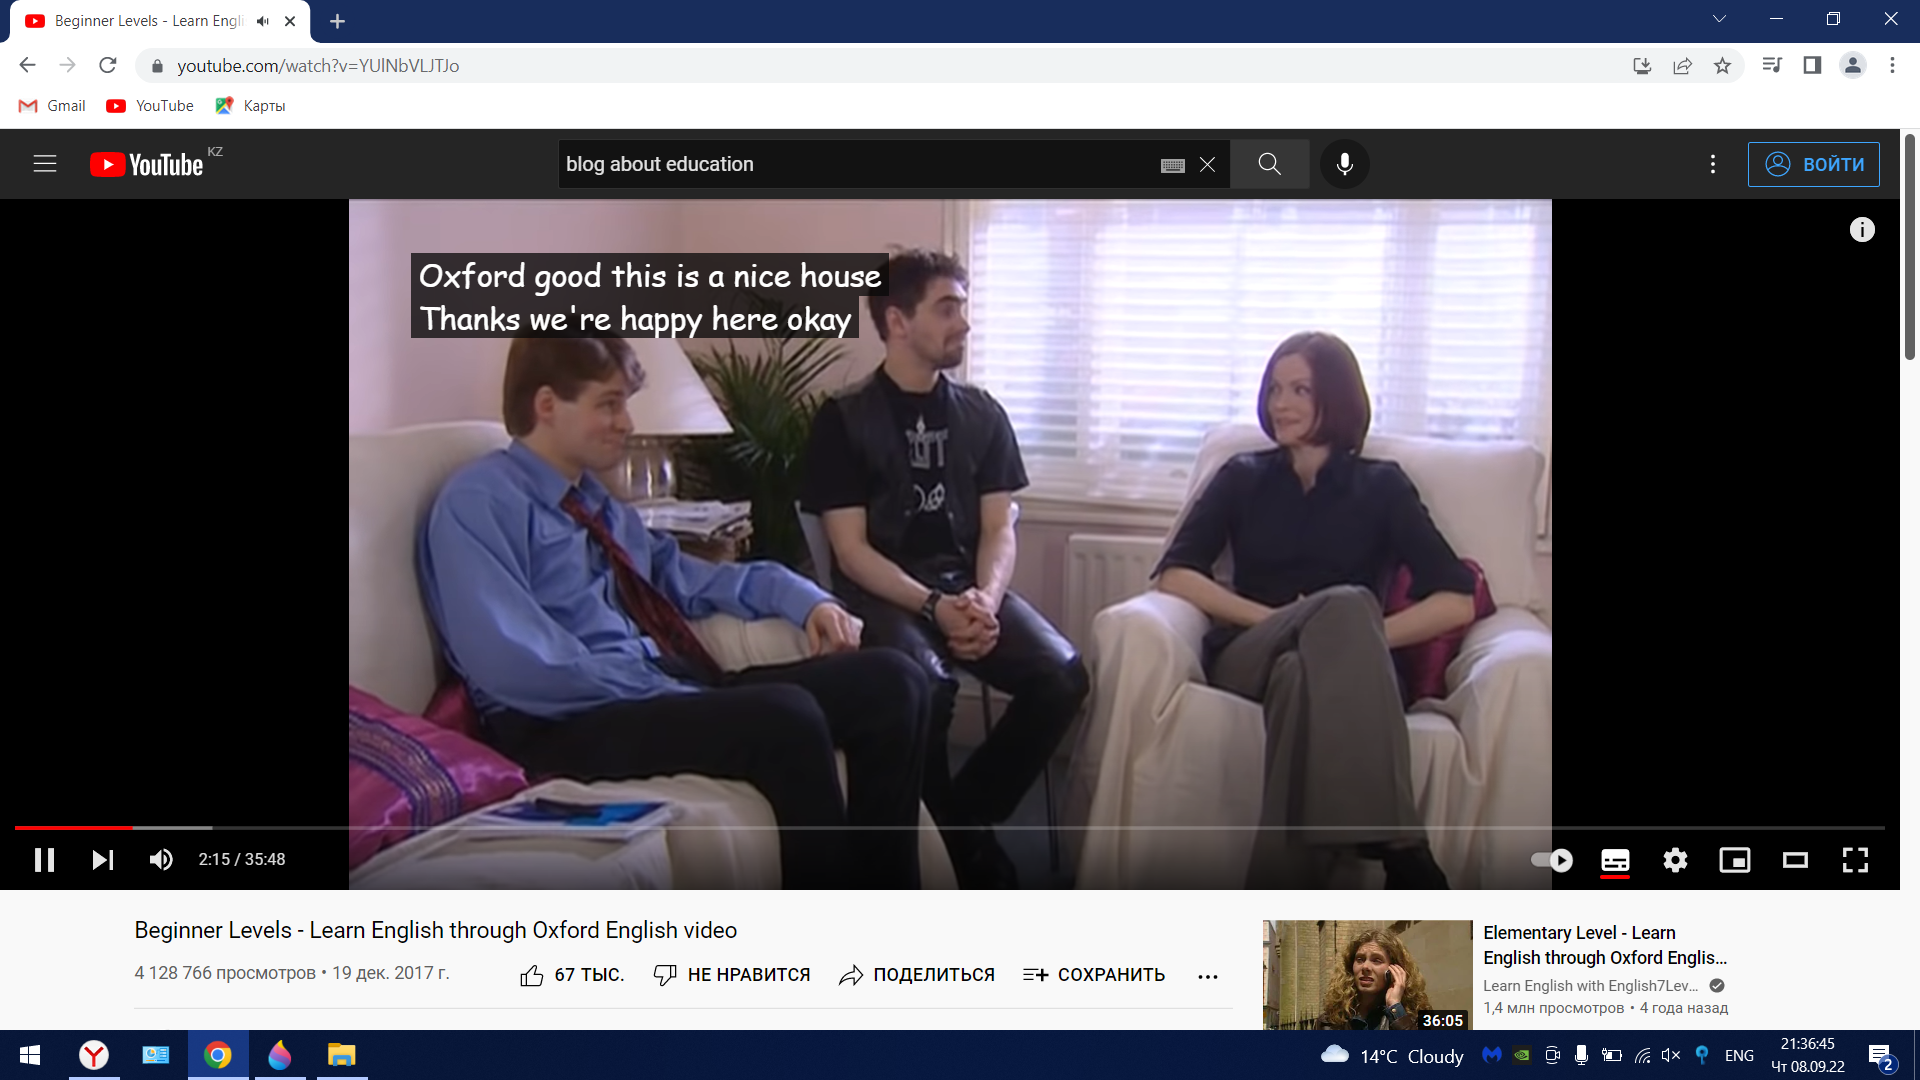 Beginner Levels - Learn Engli
youtube.com/watch?v=YUlNbVLJTJo
Gmail YouTube Карты
YouTube KZ
blog about education
ВОЙТИ
Oxford good this is a nice house
Thanks we're happy here okay
2:15 / 35:48
Beginner Levels - Learn English through Oxford English video
4 128 766 просмотров • 19 дек. 2017 г.
67 ТЫС. НЕ НРАВИТСЯ ПОДЕЛИТЬСЯ СОХРАНИТЬ
36:05
Elementary Level - Learn
English through Oxford Englis...
Learn English with English7Lev...
1,4 млн просмотров • 4 года назад
14°C Cloudy
ENG
21:36:45
Чт 08.09.22
2